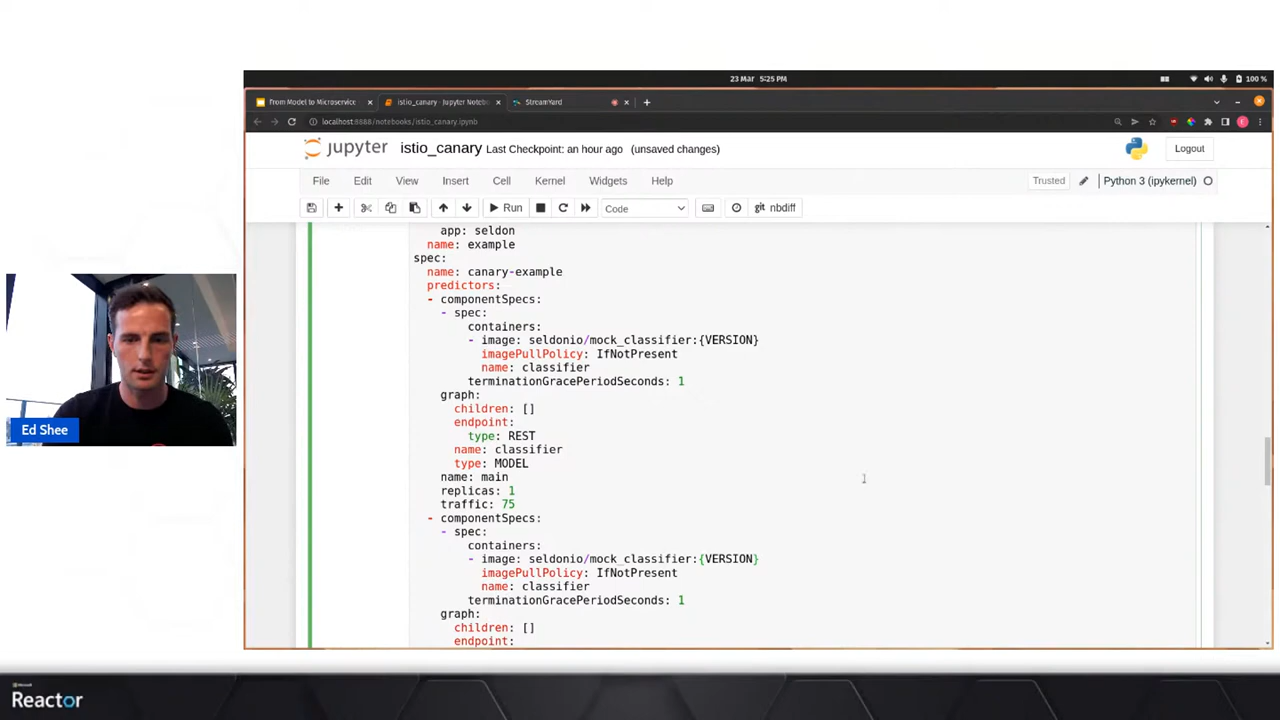 23 Mar 5:25 PM
100 %
From Model to Microservice
istio_canary - Jupyter Notebo
StreamYard
localhost:8888/notebooks/istio_canary.ipynb
jupyter istio_canary Last Checkpoint: an hour ago (unsaved changes)
Logout
File Edit View Insert Cell Kernel Widgets Help
Trusted
Python 3 (ipykernel)
Run
Code
git nbdiff
app: seldon
name: example
spec:
name: canary-example
predictors:
- componentSpecs:
- spec:
containers:
- image: seldonio/mock_classifier:{VERSION}
imagePullPolicy: IfNotPresent
name: classifier
terminationGracePeriodSeconds: 1
graph:
children: []
endpoint:
type: REST
name: classifier
type: MODEL
name: main
replicas: 1
traffic: 75
- componentSpecs:
- spec:
containers:
- image: seldonio/mock_classifier:{VERSION}
imagePullPolicy: IfNotPresent
name: classifier
terminationGracePeriodSeconds: 1
graph:
children: []
endpoint:
Ed Shee
Microsoft
Reactor